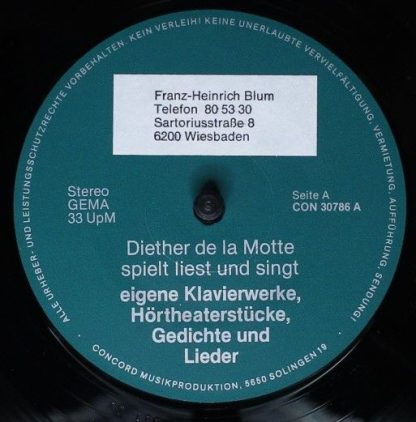 ALLE URHEBER- UND LEISTUNGSSCHUTZRECHTE VORBEHALTEN. KEIN VERLEIH! KEINE UNERLAUBTE VERVIELFÄLTIGUNG, VERMIETUNG, AUFFÜHRUNG, SENDUNG!
Franz-Heinrich Blum
Telefon 80 53 30
Sartoriusstraße 8
6200 Wiesbaden
Stereo
GEMA
33 UpM
Seite A
CON 30786 A
Diether de la Motte
spielt liest und singt
eigene Klavierwerke,
Hörtheaterstücke,
Gedichte und
Lieder
· CONCORD MUSIKPRODUKTION, 5650 SOLINGEN 19 ·